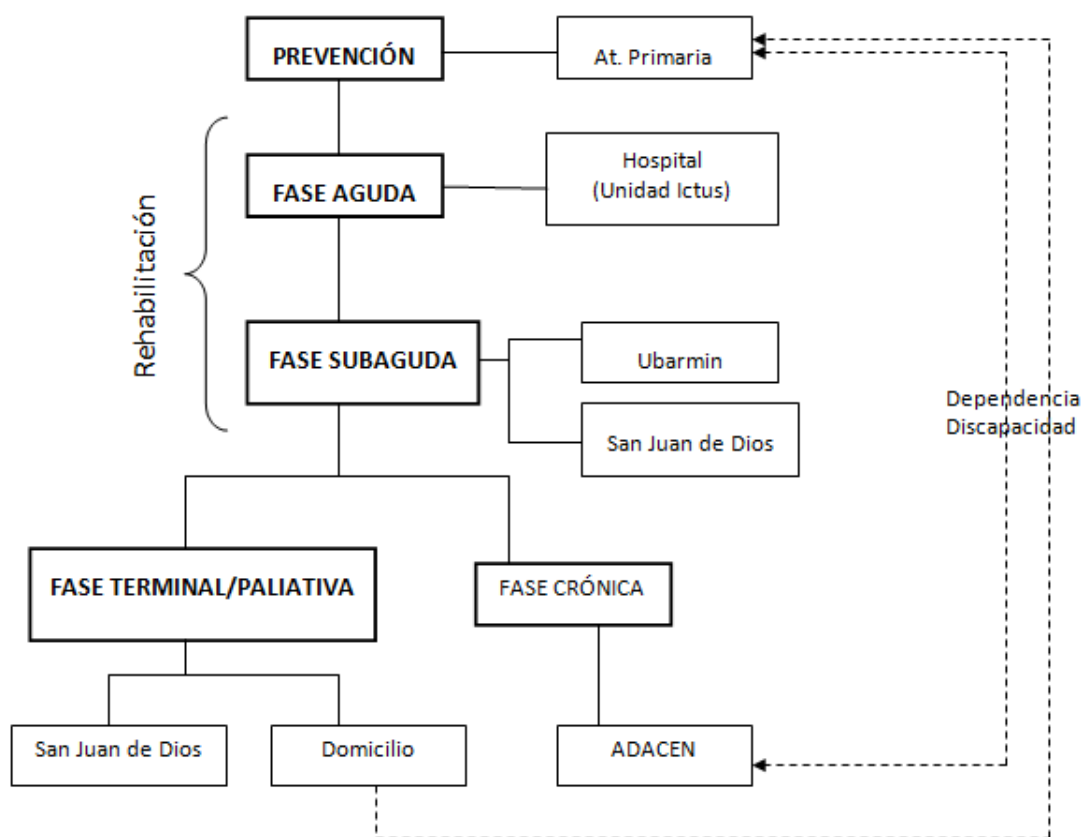 PREVENCIÓN
At. Primaria
Rehabilitación
FASE AGUDA
Hospital
(Unidad Ictus)
FASE SUBAGUDA
Ubarmin
San Juan de Dios
Dependencia
Discapacidad
FASE TERMINAL/PALIATIVA
FASE CRÓNICA
San Juan de Dios
Domicilio
ADACEN